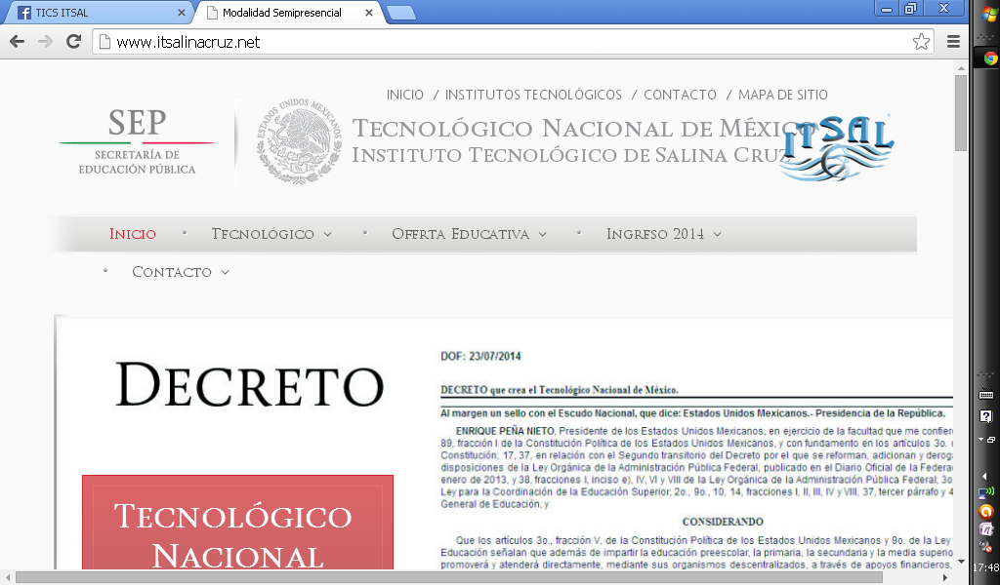 TICS ITSAL
Modalidad Semipresencial
www.itsalinacruz.net
INICIO / INSTITUTOS TECNOLÓGICOS / CONTACTO / MAPA DE SITIO
SEP
SECRETARÍA DE
EDUCACIÓN PÚBLICA
ESTADOS UNIDOS MEXICANOS
TECNOLÓGICO NACIONAL DE MÉXICO
INSTITUTO TECNOLÓGICO DE SALINA CRUZ
ITSAL
INICIO • TECNOLÓGICO • OFERTA EDUCATIVA • INGRESO 2014
• CONTACTO
DECRETO
TECNOLÓGICO
NACIONAL
DOF: 23/07/2014
DECRETO que crea el Tecnológico Nacional de México.
Al margen un sello con el Escudo Nacional, que dice: Estados Unidos Mexicanos.- Presidencia de la República.
ENRIQUE PEÑA NIETO, Presidente de los Estados Unidos Mexicanos, en ejercicio de la facultad que me confier
89, fracción I de la Constitución Política de los Estados Unidos Mexicanos, y con fundamento en los artículos 3o. d
Constitución; 17, 37, en relación con el Segundo transitorio del Decreto por el que se reforman, adicionan y derog
disposiciones de la Ley Orgánica de la Administración Pública Federal, publicado en el Diario Oficial de la Federa
enero de 2013, y 38, fracciones I, inciso e), IV, VI y VIII de la Ley Orgánica de la Administración Pública Federal; 3o
Ley para la Coordinación de la Educación Superior; 2o., 9o., 10, 14, fracciones I, II, III, IV y VIII, 37, tercer párrafo y 4
General de Educación, y
CONSIDERANDO
Que los artículos 3o., fracción V, de la Constitución Política de los Estados Unidos Mexicanos y 9o. de la Ley
Educación señalan que además de impartir la educación preescolar, la primaria, la secundaria y la media superio
promoverá y atenderá directamente, mediante sus organismos descentralizados, a través de apoyos financieros,
17:48